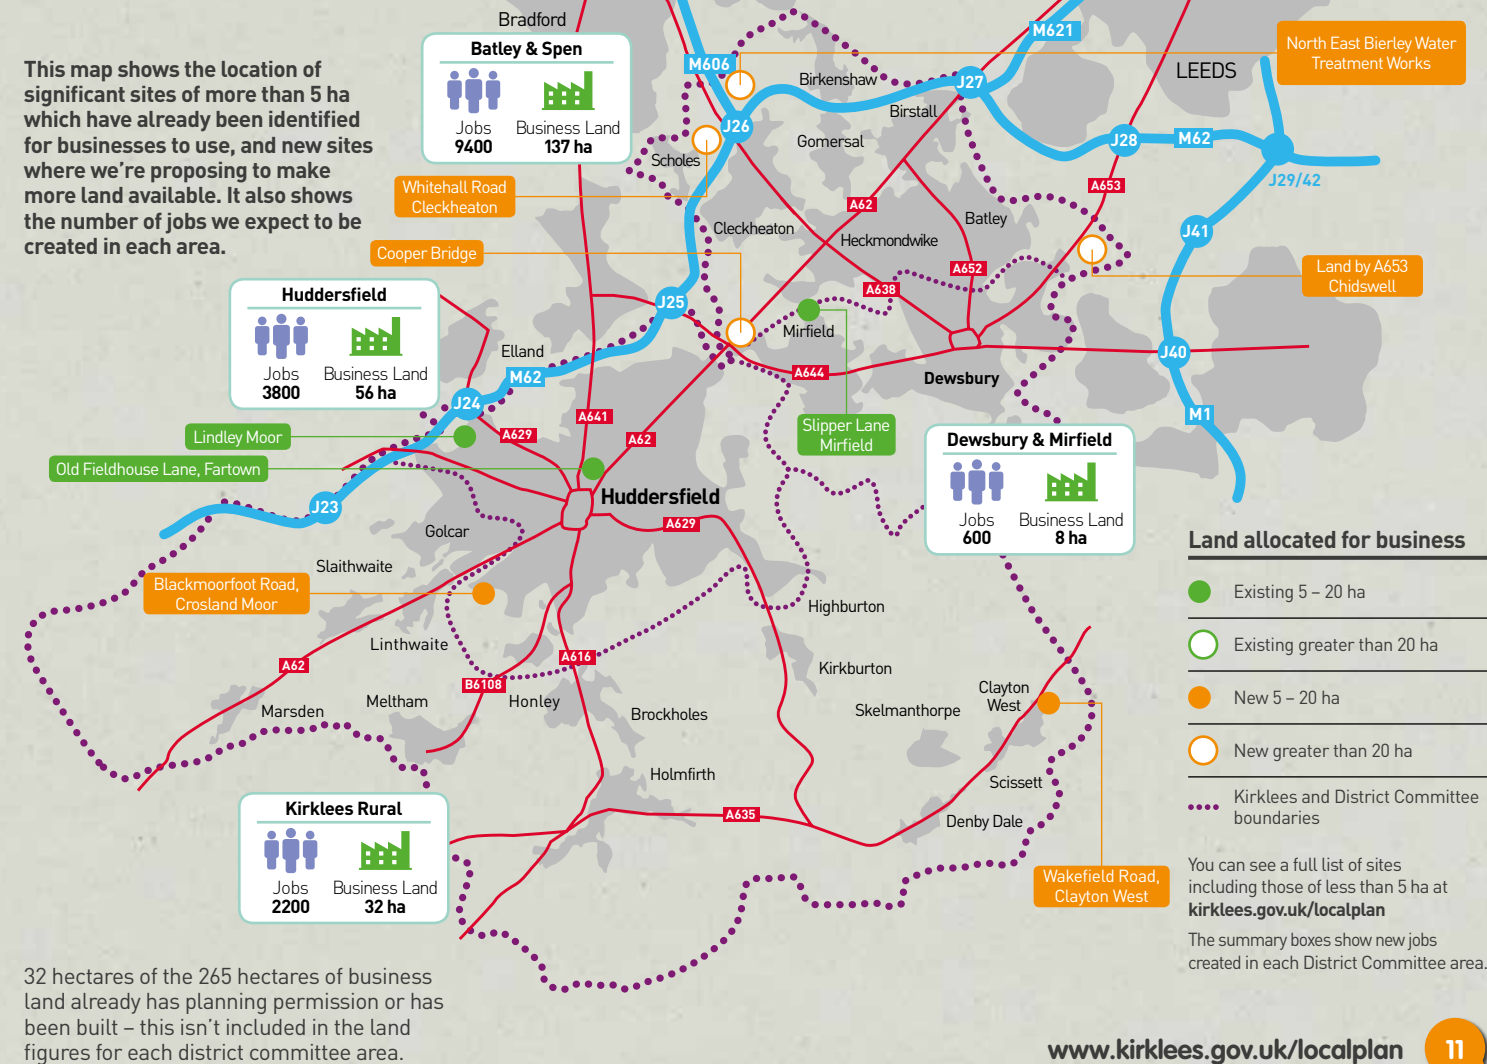 This map shows the location of
significant sites of more than 5 ha
which have already been identified
for businesses to use, and new sites
where we’re proposing to make
more land available. It also shows
the number of jobs we expect to be
created in each area.
Bradford
Batley & Spen
Jobs
9400
Business Land
137 ha
M606
M621
North East Bierley Water
Treatment Works
LEEDS
J27
Birkenshaw
Birstall
J26
Gomersal
J28
M62
J29/42
Scholes
Whitehall Road
Cleckheaton
A653
A62
Batley
Cleckheaton
Heckmondwike
J41
Cooper Bridge
A652
Land by A653
Chidswell
A638
Huddersfield
Jobs
3800
Business Land
56 ha
J25
Mirfield
Elland
M62
J40
A644
Dewsbury
J24
A641
M1
Lindley Moor
A629
A62
Slipper Lane
Mirfield
Old Fieldhouse Lane, Fartown
Dewsbury & Mirfield
Jobs
600
Business Land
8 ha
Huddersfield
J23
A629
Golcar
Slaithwaite
Blackmoorfoot Road,
Crosland Moor
Highburton
Linthwaite
A62
A616
Kirkburton
B6108
Clayton
West
Meltham
Honley
Marsden
Brockholes
Skelmanthorpe
Holmfirth
Scissett
Kirklees Rural
Jobs
2200
Business Land
32 ha
A635
Denby Dale
Wakefield Road,
Clayton West
Land allocated for business
Existing 5 – 20 ha
Existing greater than 20 ha
New 5 – 20 ha
New greater than 20 ha
Kirklees and District Committee
boundaries
You can see a full list of sites
including those of less than 5 ha at
kirklees.gov.uk/localplan
The summary boxes show new jobs
created in each District Committee area.
32 hectares of the 265 hectares of business
land already has planning permission or has
been built – this isn’t included in the land
figures for each district committee area.
www.kirklees.gov.uk/localplan
11